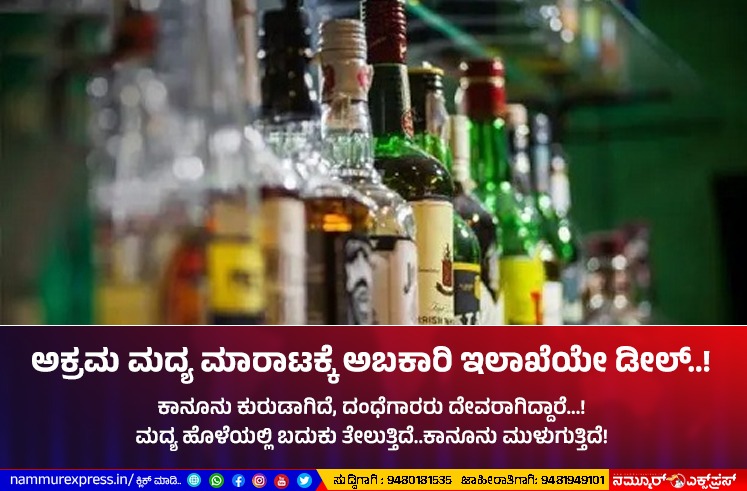 ಅಕ್ರಮ ಮದ್ಯ ಮಾರಾಟಕ್ಕೆ ಅಬಕಾರಿ ಇಲಾಖೆಯೇ ಡೀಲ್..!
ಕಾನೂನು ಕುರುಡಾಗಿದೆ, ದಂಧೆಗಾರರು ದೇವರಾಗಿದ್ದಾರೆ...!
ಮದ್ಯ ಹೊಳೆಯಲ್ಲಿ ಬದುಕು ತೇಲುತ್ತಿದೆ..ಕಾನೂನು ಮುಳುಗುತ್ತಿದೆ!
nammurexpress.in/ ಕ್ಲಿಕ್ ಮಾಡಿ.. ಸುದ್ದಿಗಾಗಿ : 9480181535 ಜಾಹೀರಾತಿಗಾಗಿ: 9481949101 ನಮ್ಮೂರ್ ಎಕ್ಸ್‌ಪ್ರೆಸ್